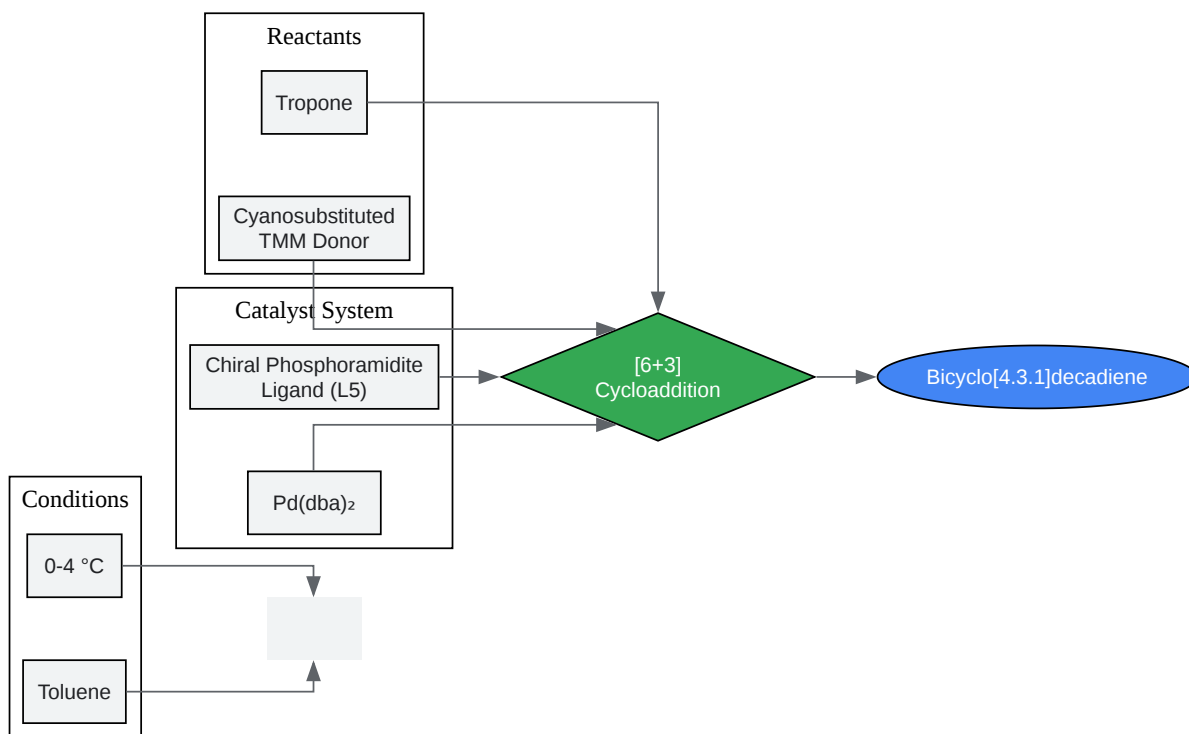 Reactants
Tropone
Cyanosubstituted
TMM Donor
Catalyst System
Chiral Phosphoramidite
Ligand (L5)
Pd(dba)₂
Conditions
0-4 °C
Toluene
[6+3]
Cycloaddition
Bicyclo[4.3.1]decadiene